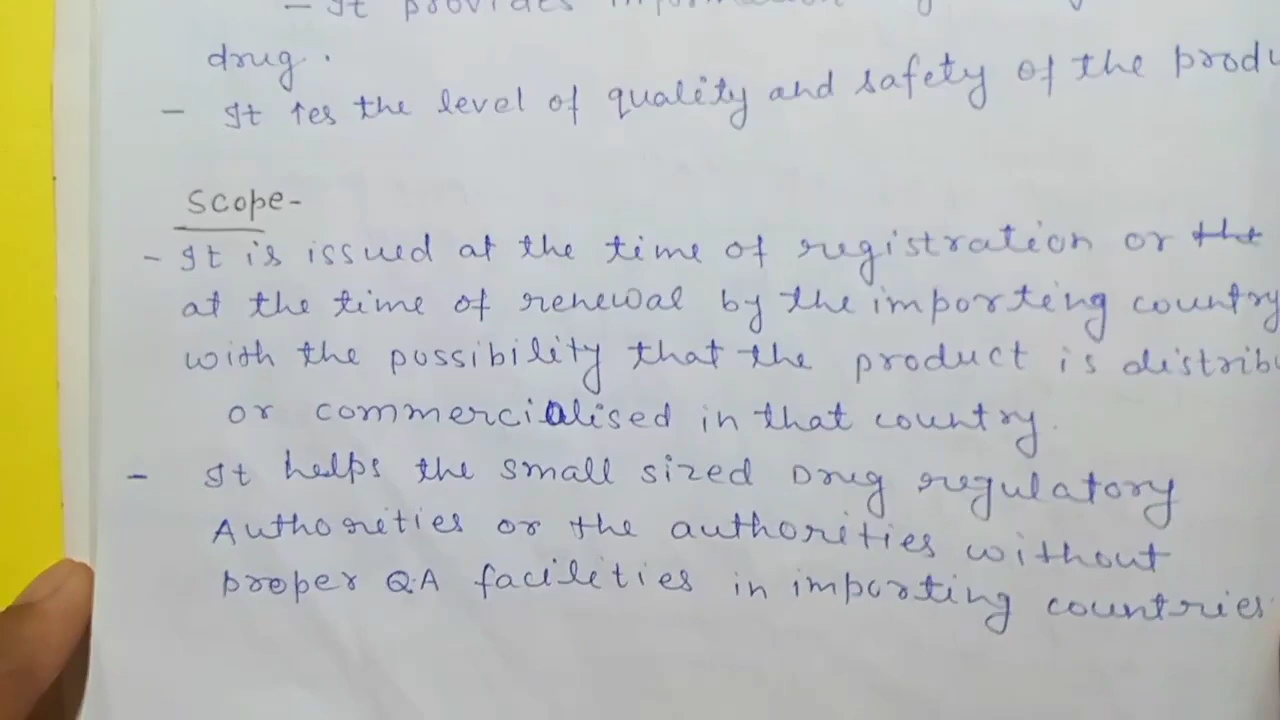 - It provides information
drug.
- It ↑es the level of quality and safety of the produ
Scope-
- It is issued at the time of registration or the
at the time of renewal by the importing country
with the possibility that the product is distrib
or commercialised in that country.
- It helps the small sized Drug regulatory
Authorities or the authorities without
proper Q.A facilities in importing countries